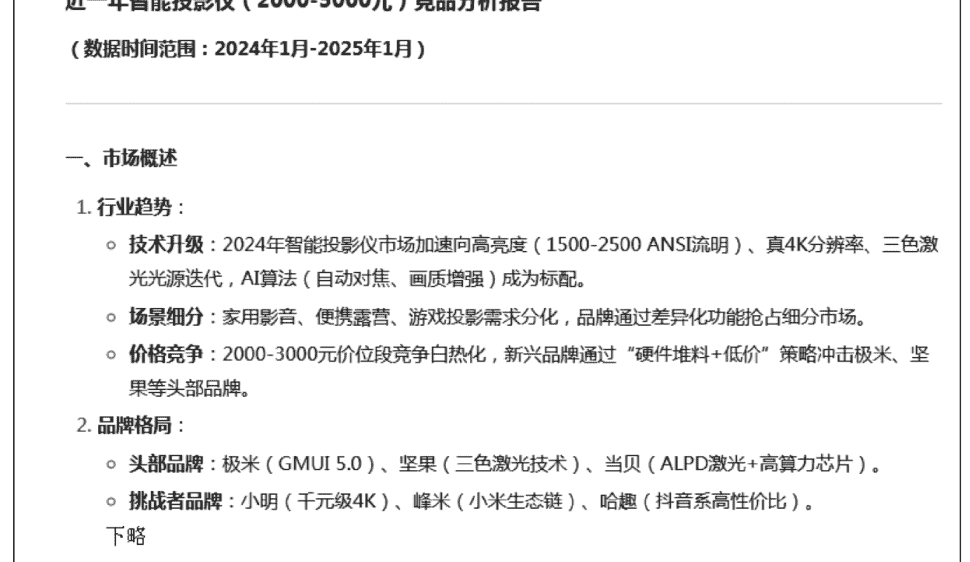 近一年智能投影仪（2000-3000元）竞品分析报告
（数据时间范围：2024年1月-2025年1月）
一、市场概述
1. 行业趋势：
○ 技术升级：2024年智能投影仪市场加速向高亮度（1500-2500 ANSI流明）、真4K分辨率、三色激
光光源迭代，AI算法（自动对焦、画质增强）成为标配。
○ 场景细分：家用影音、便携露营、游戏投影需求分化，品牌通过差异化功能抢占细分市场。
○ 价格竞争：2000-3000元价位段竞争白热化，新兴品牌通过“硬件堆料+低价”策略冲击极米、坚
果等头部品牌。
2. 品牌格局：
○ 头部品牌：极米（GMUI 5.0）、坚果（三色激光技术）、当贝（ALPD激光+高算力芯片）。
○ 挑战者品牌：小明（千元级4K）、峰米（小米生态链）、哈趣（抖音系高性价比）。
下略